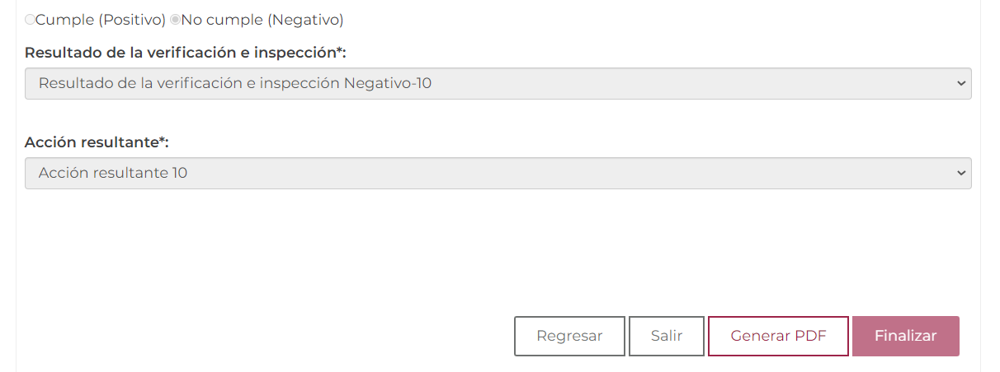 Cumple (Positivo) No cumple (Negativo)
Resultado de la verificación e inspección*:
Resultado de la verificación e inspección Negativo-10
Acción resultante*:
Acción resultante 10
Regresar Salir Generar PDF Finalizar